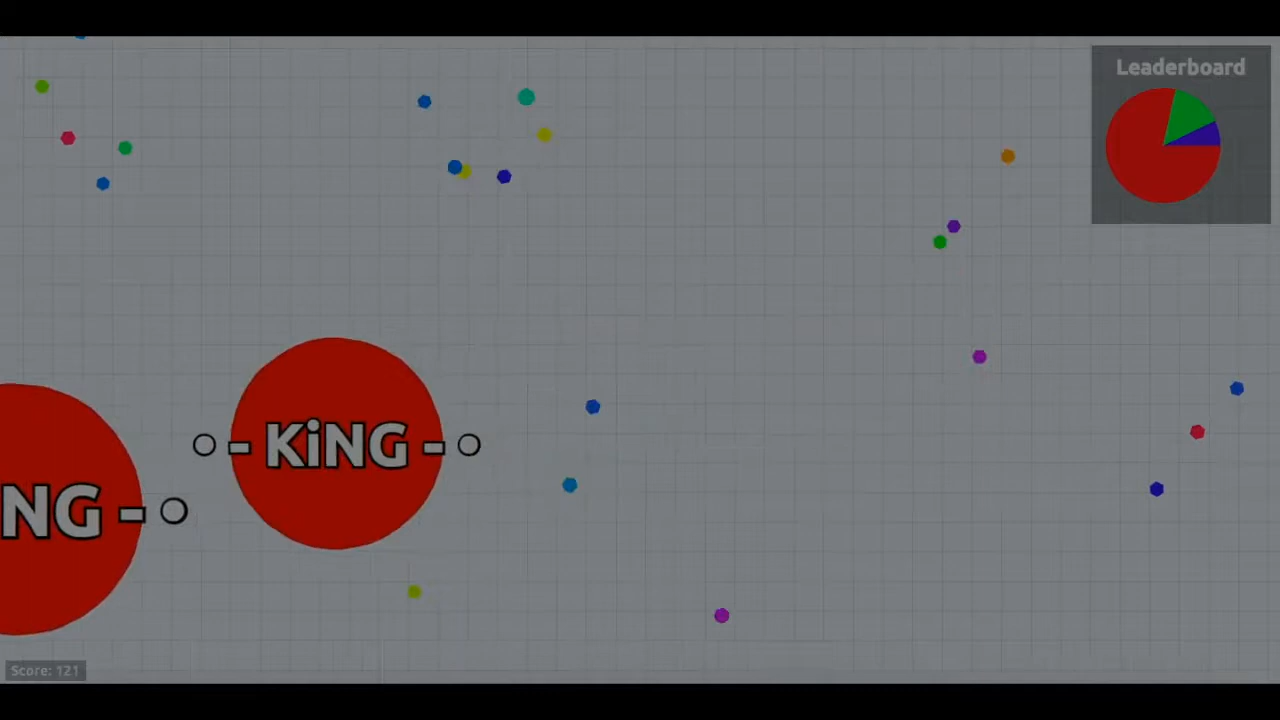 Leaderboard
○- KiNG -○
NG -○
Score: 121